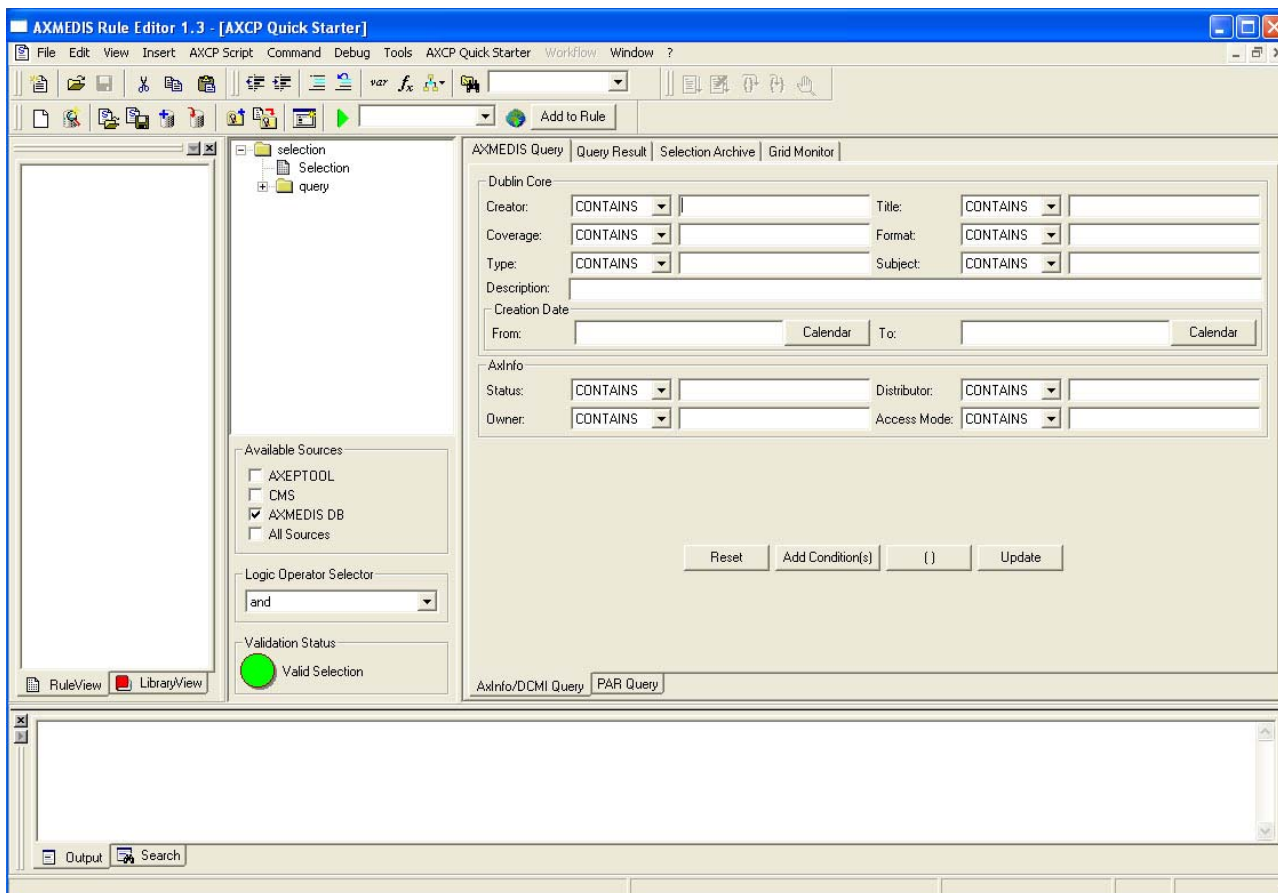 AXMEDIS Rule Editor 1.3 - [AXCP Quick Starter]
File Edit View Insert AXCP Script Command Debug Tools AXCP Quick Starter Workflow Window ?
var fx
Add to Rule
selection
Selection
query
AXMEDIS Query Query Result Selection Archive Grid Monitor
Dublin Core
Creator: CONTAINS Title: CONTAINS
Coverage: CONTAINS Format: CONTAINS
Type: CONTAINS Subject: CONTAINS
Description:
Creation Date
From: Calendar To: Calendar
AxInfo
Status: CONTAINS Distributor: CONTAINS
Owner: CONTAINS Access Mode: CONTAINS
Available Sources
AXEPTOOL
CMS
AXMEDIS DB
All Sources
Reset Add Condition(s) ( ) Update
Logic Operator Selector
and
Validation Status
Valid Selection
RuleView LibraryView
AxInfo/DCMI Query PAR Query
Output Search